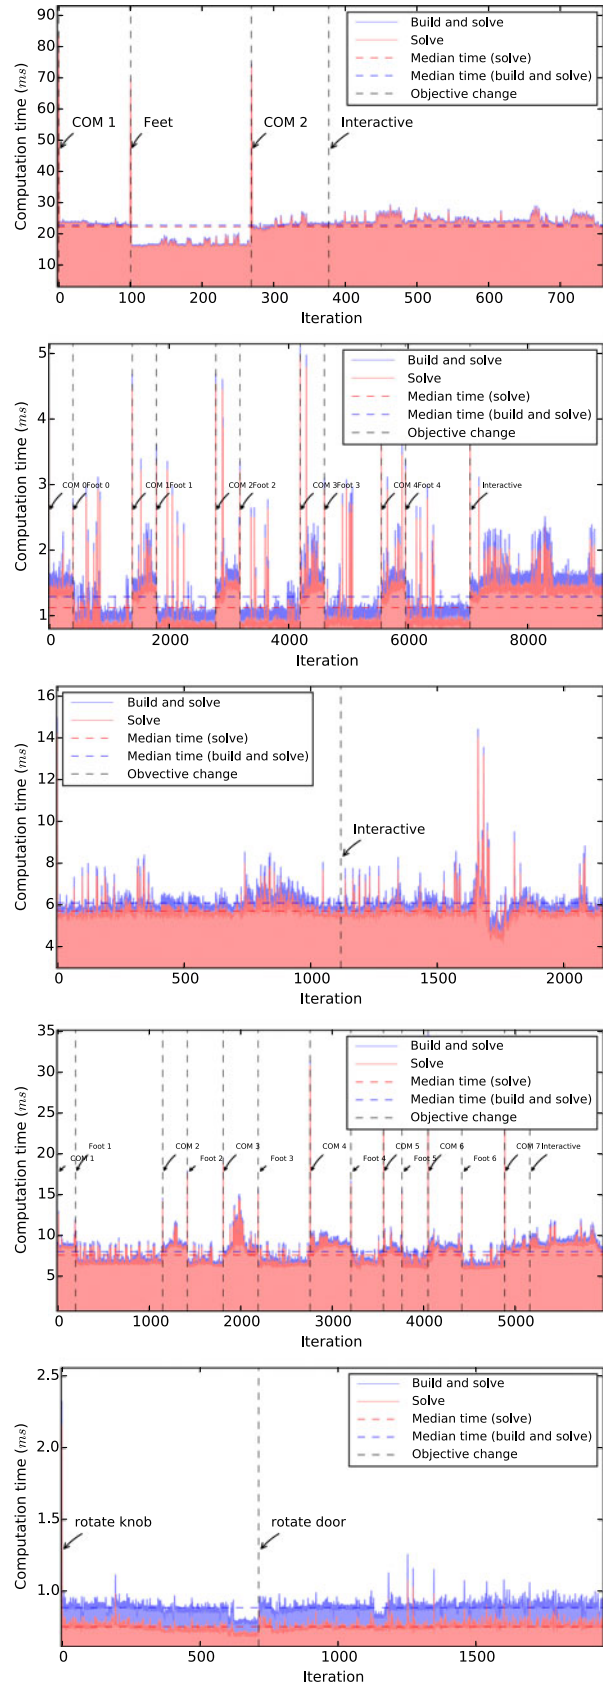 90
80
70
60
50
40
30
20
10
Computation time (ms)
Build and solve
Solve
Median time (solve)
Median time (build and solve)
Objective change
COM 1
Feet
COM 2
Interactive
0 100 200 300 400 500 600 700
Iteration
5
4
3
2
1
Computation time (ms)
Build and solve
Solve
Median time (solve)
Median time (build and solve)
Objective change
COM 0 Foot 0 COM 1 Foot 1 COM 2 Foot 2 COM 3 Foot 3 COM 4 Foot 4 Interactive
0 2000 4000 6000 8000
Iteration
16
14
12
10
8
6
4
Computation time (ms)
Build and solve
Solve
Median time (solve)
Median time (build and solve)
Obvective change
Interactive
0 500 1000 1500 2000
Iteration
35
30
25
20
15
10
5
Computation time (ms)
Build and solve
Solve
Median time (solve)
Median time (build and solve)
Objective change
Foot 1 COM 2 COM 3 COM 4 COM 5 COM 6 COM 7 Interactive
COM 1 Foot 2 Foot 3 Foot 4 Foot 5 Foot 6
0 1000 2000 3000 4000 5000
Iteration
2.5
2.0
1.5
1.0
Computation time (ms)
Build and solve
Solve
Median time (solve)
Median time (build and solve)
Objective change
rotate knob
rotate door
0 500 1000 1500
Iteration